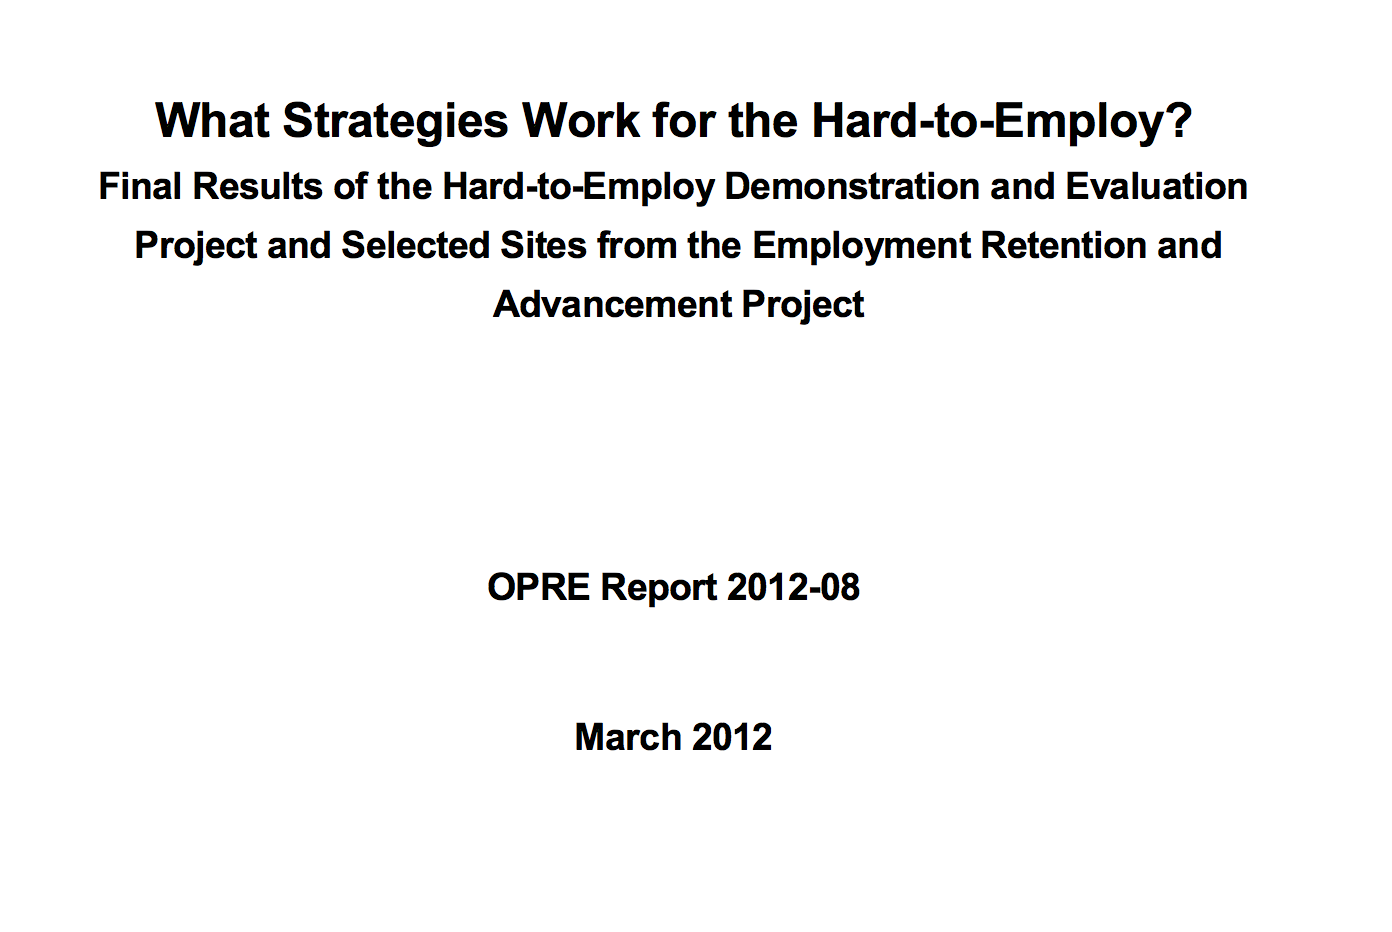 What Strategies Work for the Hard-to-Employ?
Final Results of the Hard-to-Employ Demonstration and Evaluation
Project and Selected Sites from the Employment Retention and
Advancement Project
OPRE Report 2012-08
March 2012